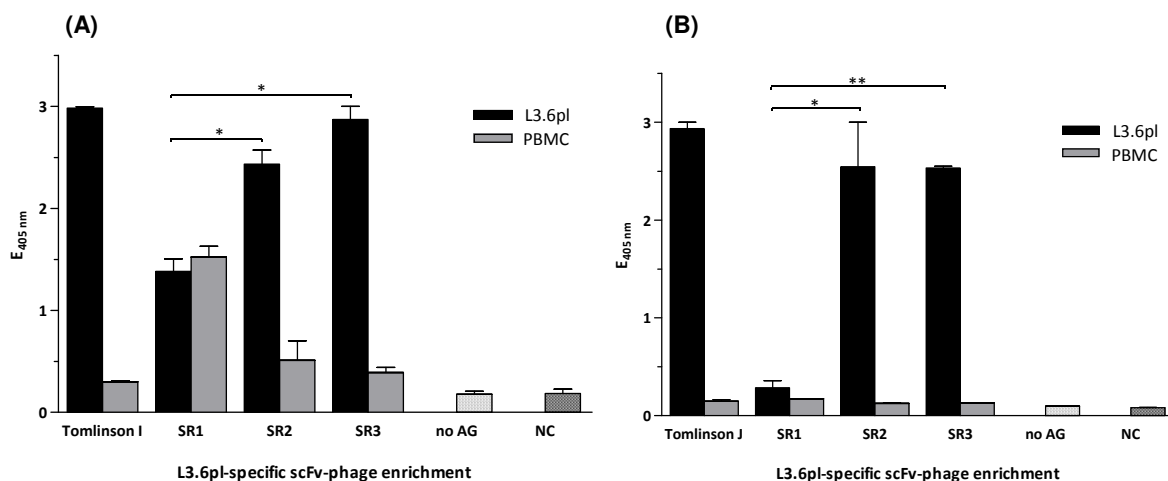 (A)
E405 nm
3
2
1
0
*
*
L3.6pl
PBMC
Tomlinson I SR1 SR2 SR3 no AG NC
L3.6pl-specific scFv-phage enrichment
(B)
E405 nm
3
2
1
0
**
*
L3.6pl
PBMC
Tomlinson J SR1 SR2 SR3 no AG NC
L3.6pl-specific scFv-phage enrichment